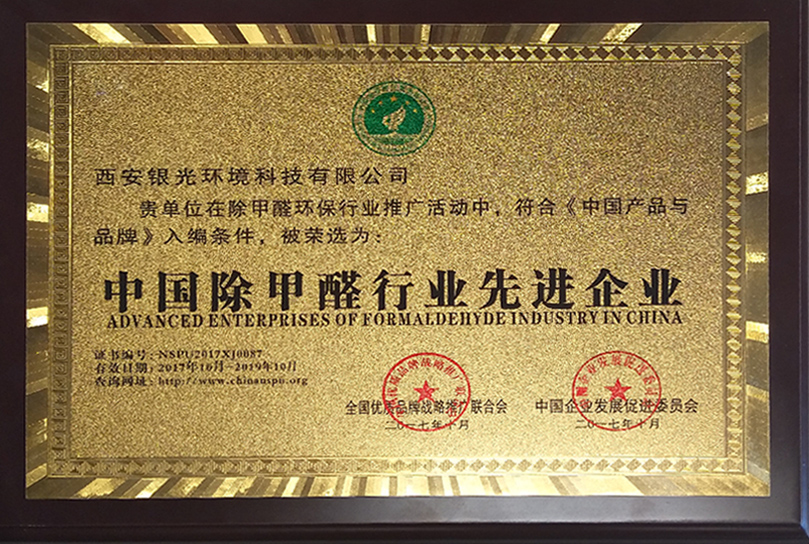 西安银光环境科技有限公司
贵单位在除甲醛环保行业推广活动中，符合《中国产品与
品牌》入编条件，被荣选为：
中国除甲醛行业先进企业
ADVANCED ENTERPRISES OF FORMALDEHYDE INDUSTRY IN CHINA
证书编号：NSPU2017XJ0087
有效日期：2017年10月-2019年10月
查询网址：http://www.chinanspu.org
全国优质品牌战略推广联合会
二〇一七年十月
中国企业发展促进委员会
二〇一七年十月